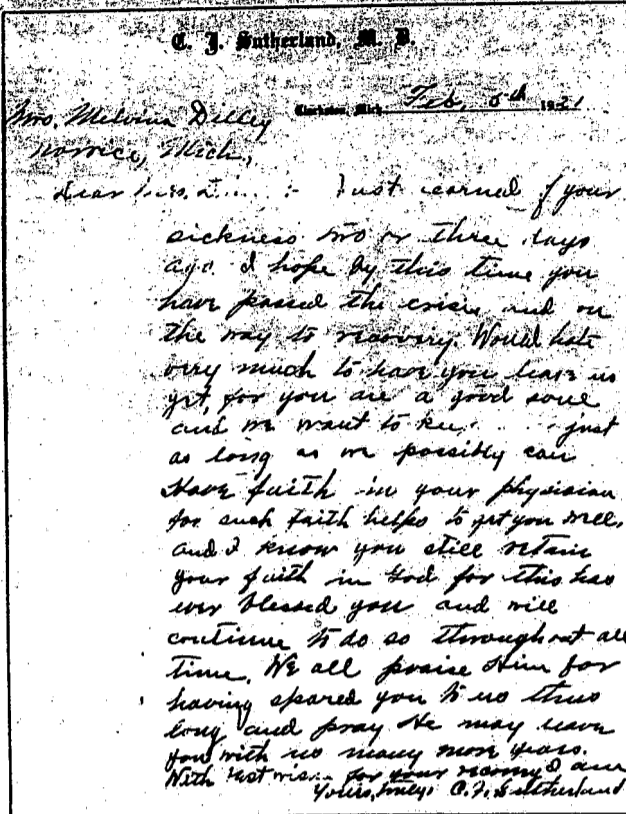 C. J. Sutherland, M. D.
Clarkston, Mich. Feb. 5th 1921
Mrs. Melvina Dilley
Mich.,
Dear Mrs. D..... :- Just learned of your
sickness two or three days
ago. I hope by this time you
have passed the crisis and on
the way to recovery. Would hate
very much to have you leave us
yet, for you are a good soul
and we want to kee. . . . . just
as long as we possibly can
Have faith in your physician
for such faith helps to get you well,
and I know you still retain
your faith in God for this has
ever blessed you and will
continue to do so throughout all
time. We all praise Him for
having spared you to us thus
long and pray He may leave
you with us many more years.
With best wis... for your recovery I am
Yours, Truly, C. J. Sutherland